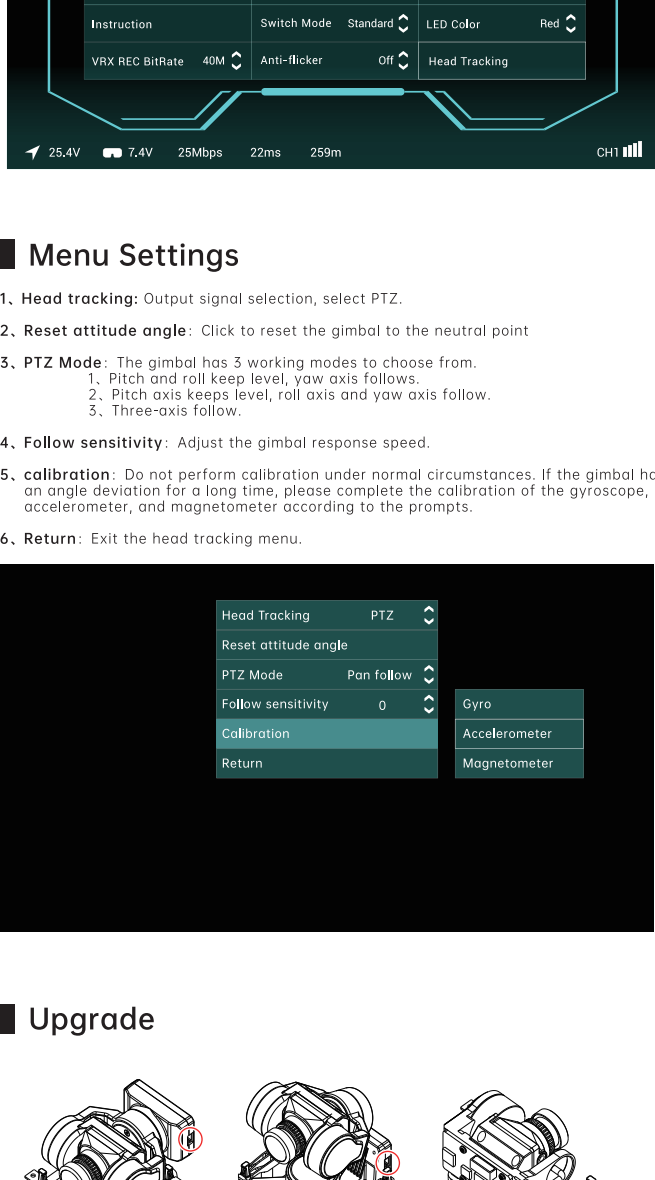 Instruction Switch Mode Standard LED Color Red
VRX REC BitRate 40M Anti-flicker Off Head Tracking
25.4V 7.4V 25Mbps 22ms 259m CH1
Menu Settings
1、Head tracking: Output signal selection, select PTZ.
2、Reset attitude angle: Click to reset the gimbal to the neutral point
3、PTZ Mode: The gimbal has 3 working modes to choose from.
1、Pitch and roll keep level, yaw axis follows.
2、Pitch axis keeps level, roll axis and yaw axis follow.
3、Three-axis follow.
4、Follow sensitivity: Adjust the gimbal response speed.
5、calibration: Do not perform calibration under normal circumstances. If the gimbal
an angle deviation for a long time, please complete the calibration of the gyroscope,
accelerometer, and magnetometer according to the prompts.
6、Return: Exit the head tracking menu.
Head Tracking PTZ
Reset attitude angle
PTZ Mode Pan follow
Follow sensitivity 0
Calibration
Return
Gyro
Accelerometer
Magnetometer
Upgrade